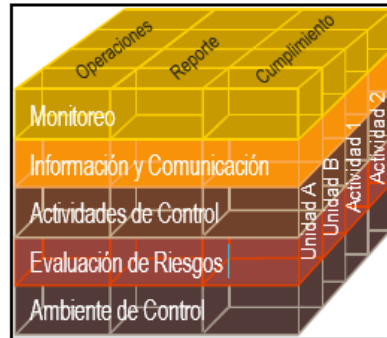 Operaciones
Reporte
Cumplimiento
Monitoreo
Información y Comunicación
Actividades de Control
Evaluación de Riesgos
Ambiente de Control
Unidad A
Unidad B
Actividad 1
Actividad 2